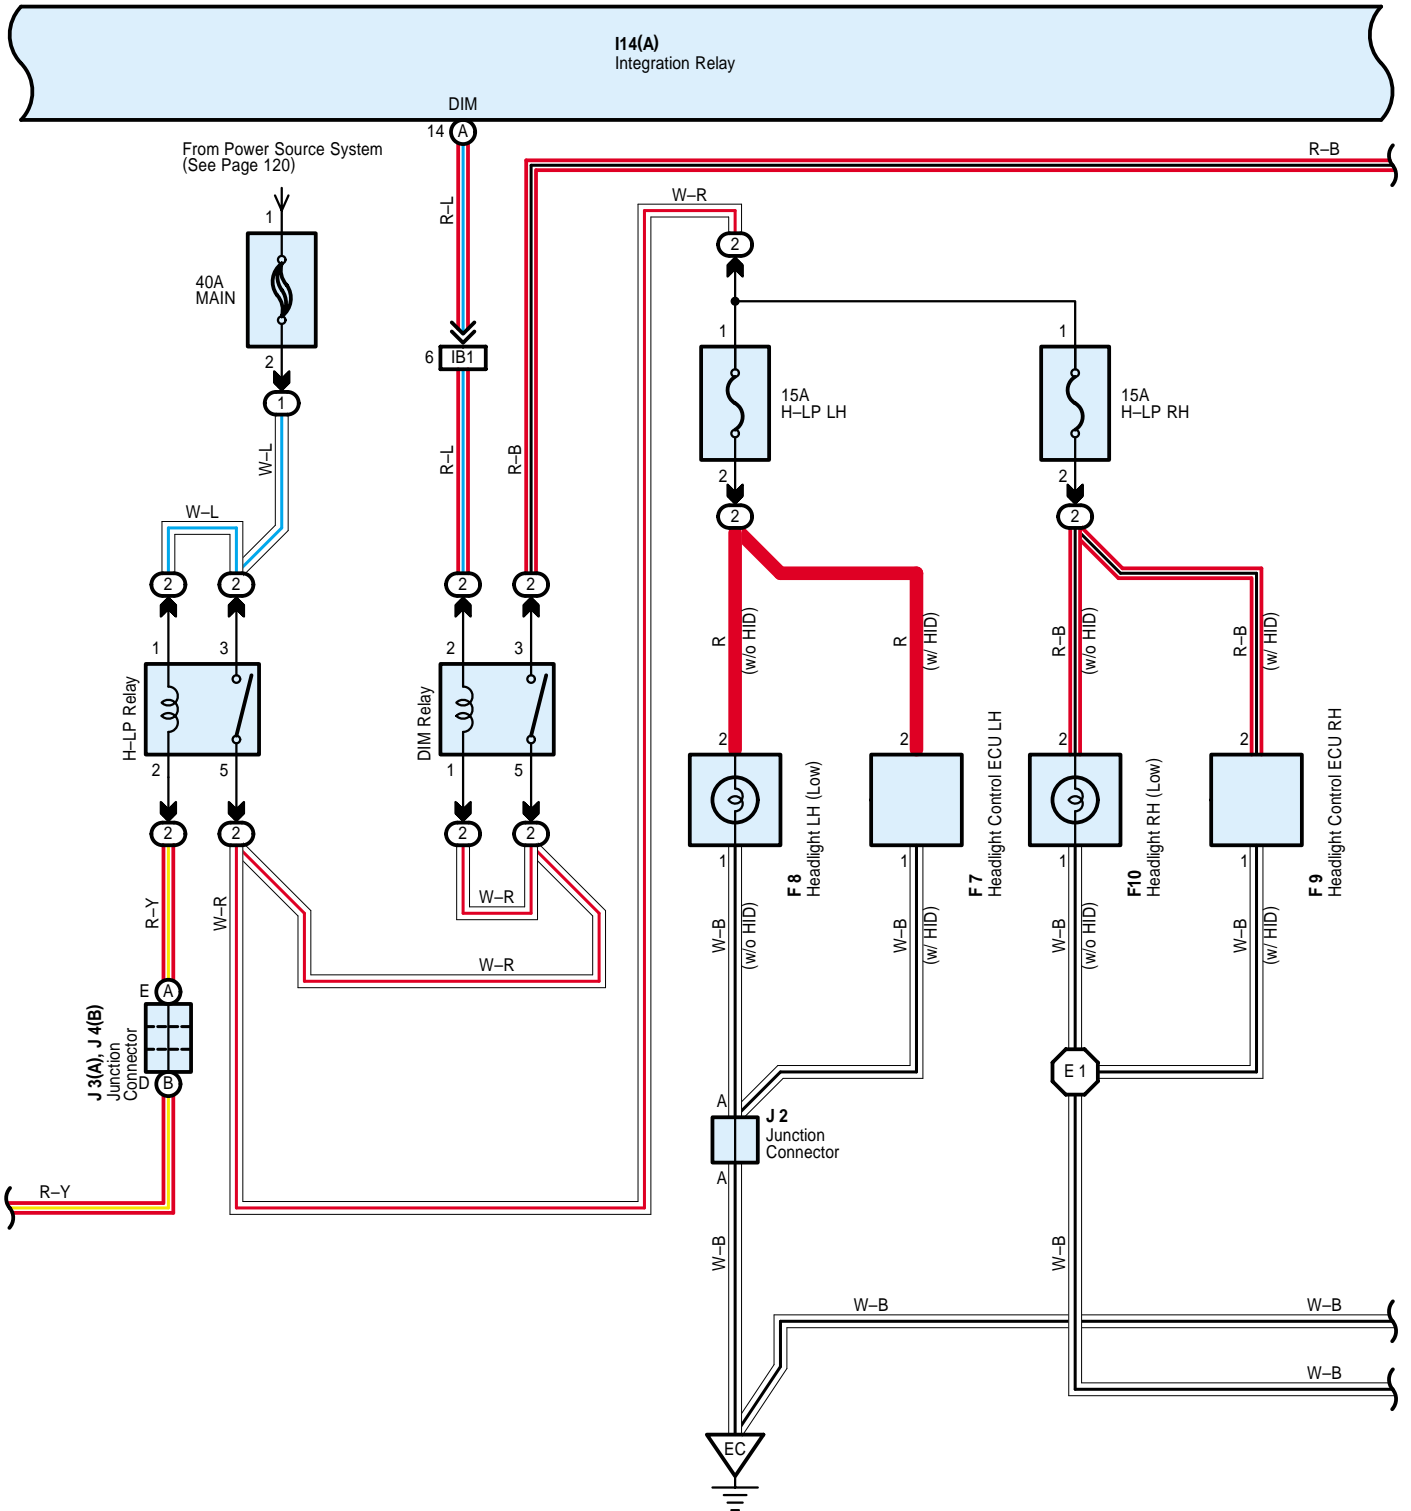 I14(A)
Integration Relay
DIM
14 A
From Power Source System
(See Page 120)
R–B
W–R
R–L
1
2
40A
MAIN
2
1
6 IB1
1
15A
H–LP LH
2
2
1
15A
H–LP RH
2
2
W–L
W–L
R–L
R–B
2
2
2
2
1
3
2
3
H–LP Relay
DIM Relay
2
5
1
5
2
2
2
2
R
(w/o HID)
R
(w/ HID)
R–B
(w/o HID)
R–B
(w/ HID)
2
2
2
2
1
1
1
1
F 8
Headlight LH (Low)
F 7
Headlight Control ECU LH
F10
Headlight RH (Low)
F 9
Headlight Control ECU RH
R–Y
W–R
W–R
W–R
W–B
(w/o HID)
W–B
(w/ HID)
W–B
(w/o HID)
W–B
(w/ HID)
E A
J 3(A), J 4(B)
Junction
Connector
D B
E 1
A
J 2
Junction
Connector
A
R–Y
W–B
W–B
W–B
W–B
W–B
EC